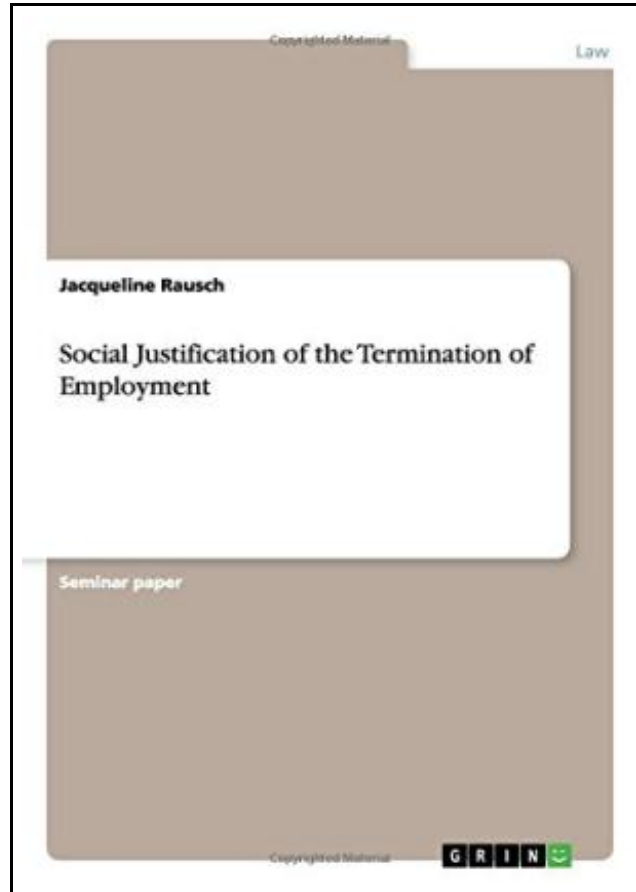 Copyrighted Material
Law
Jacqueline Rausch
Social Justification of the Termination of
Employment
Seminar paper
Copyrighted Material
GRIN